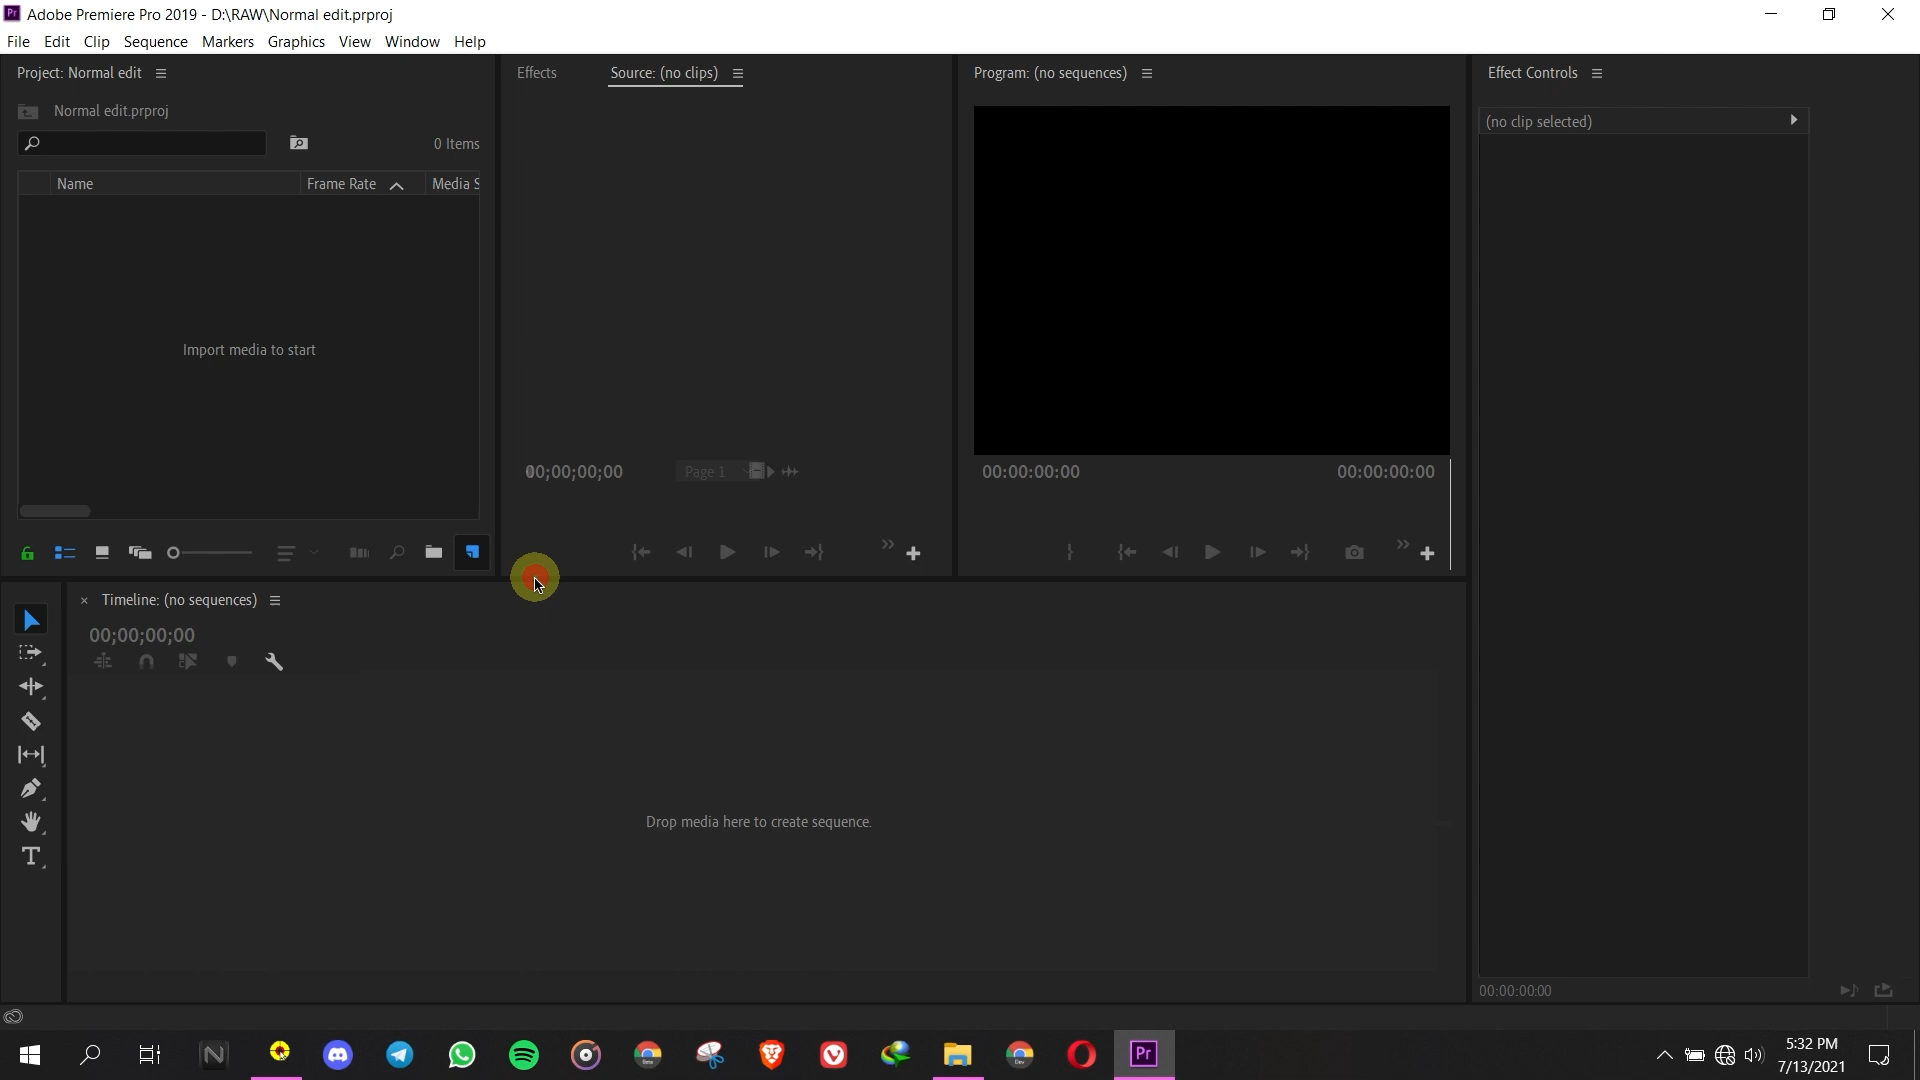 Adobe Premiere Pro 2019 - D:\RAW\Normal edit.prproj
File Edit Clip Sequence Markers Graphics View Window Help
Project: Normal edit
Effects
Source: (no clips)
Program: (no sequences)
Effect Controls
Normal edit.prproj
(no clip selected)
0 Items
Name
Frame Rate
Media S
Import media to start
00;00;00;00
Page 1
00:00:00:00
00:00:00:00
Timeline: (no sequences)
00;00;00;00
Drop media here to create sequence.
00:00:00:00
5:32 PM
7/13/2021